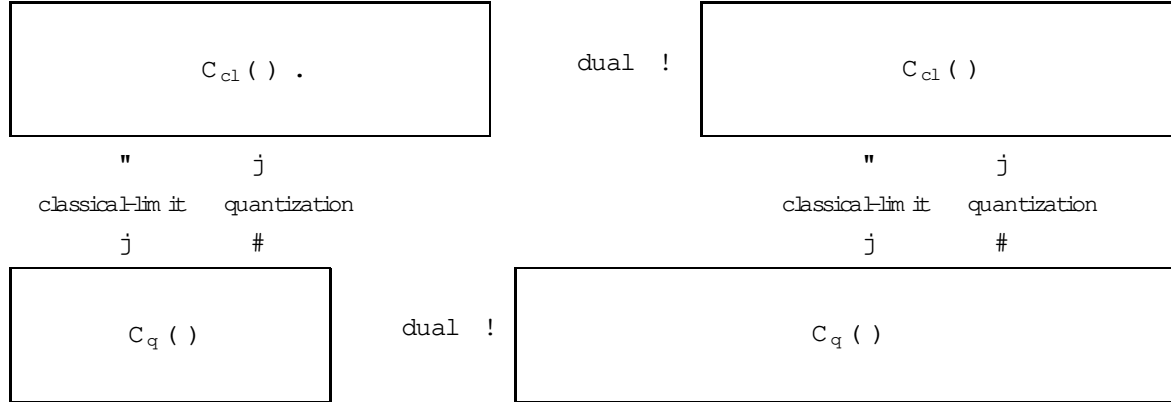 C_cl ( ) . dual ! C_cl ( )
" j " j
classical-lim it quantization classical-lim it quantization
j # j #
C_q ( ) dual ! C_q ( )